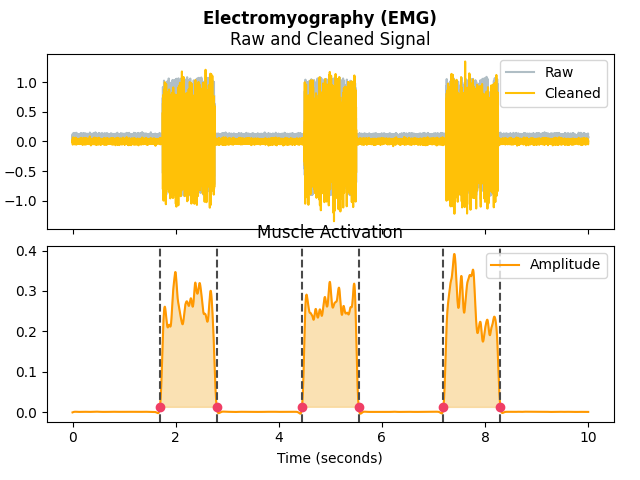 Electromyography (EMG)
Raw and Cleaned Signal
Raw
Cleaned
1.0
0.5
0.0
−0.5
−1.0
Muscle Activation
Amplitude
0.4
0.3
0.2
0.1
0.0
0 2 4 6 8 10
Time (seconds)